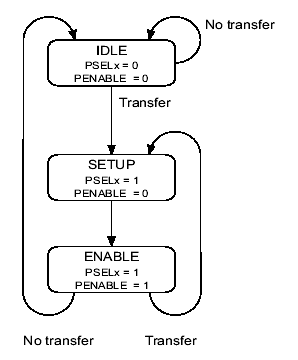 No transfer
IDLE
PSELx = 0
PENABLE = 0
Transfer
SETUP
PSELx = 1
PENABLE = 0
ENABLE
PSELx = 1
PENABLE = 1
No transfer
Transfer